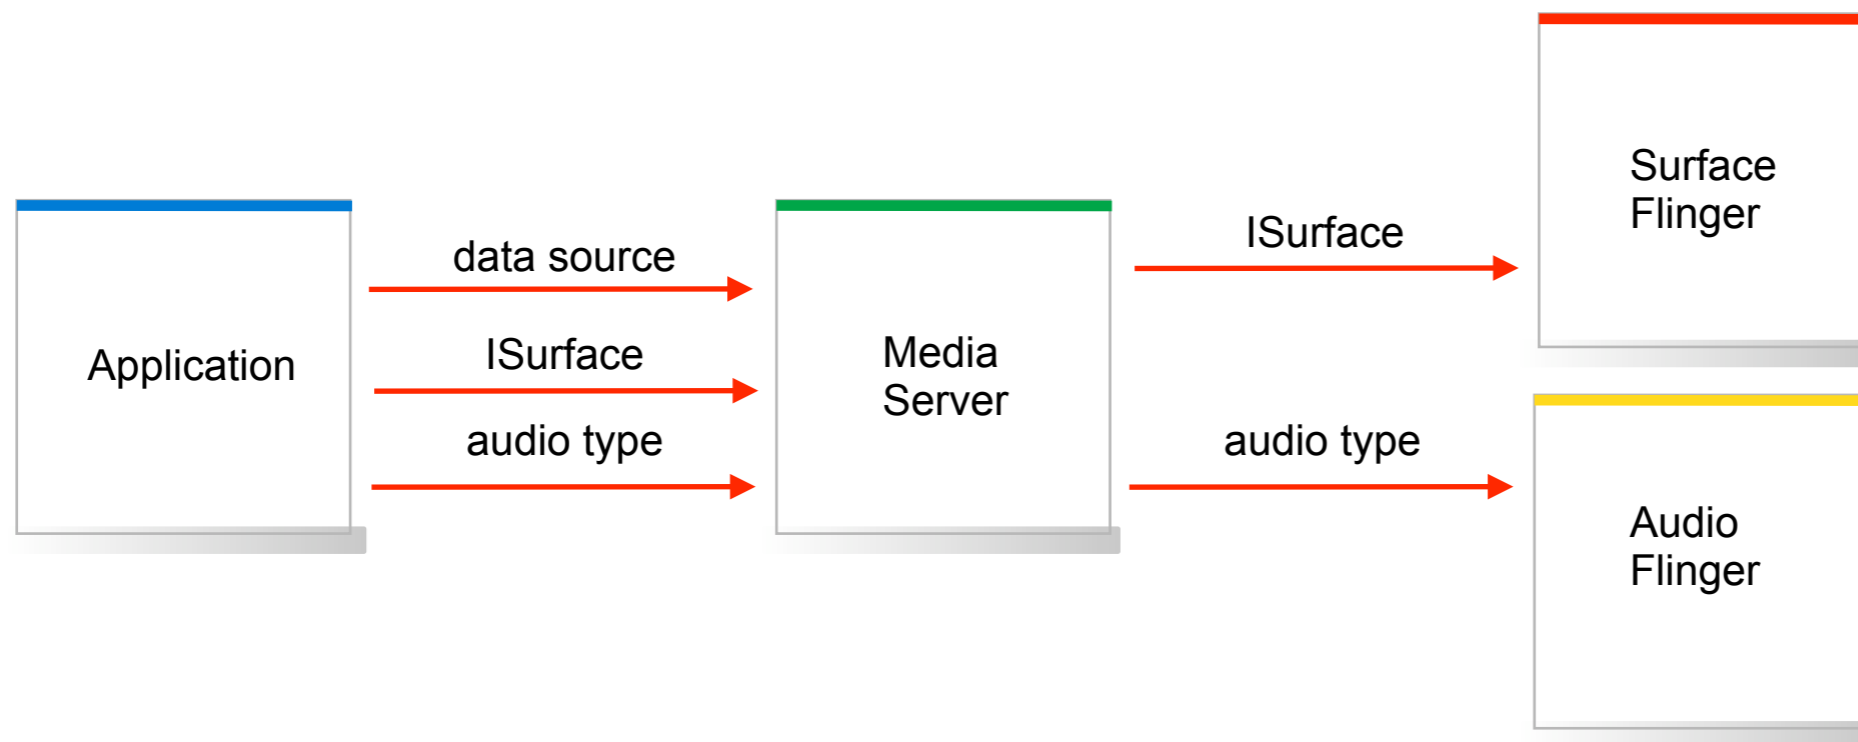 Application
data source
ISurface
audio type
Media
Server
ISurface
audio type
Surface
Flinger
Audio
Flinger